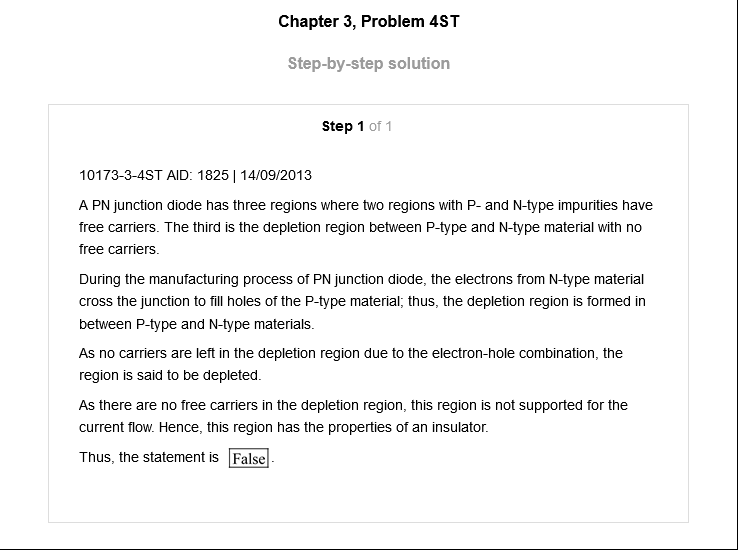 Chapter 3, Problem 4ST
Step-by-step solution
Step 1 of 1
10173-3-4ST AID: 1825 | 14/09/2013
A PN junction diode has three regions where two regions with P- and N-type impurities have
free carriers. The third is the depletion region between P-type and N-type material with no
free carriers.
During the manufacturing process of PN junction diode, the electrons from N-type material
cross the junction to fill holes of the P-type material; thus, the depletion region is formed in
between P-type and N-type materials.
As no carriers are left in the depletion region due to the electron-hole combination, the
region is said to be depleted.
As there are no free carriers in the depletion region, this region is not supported for the
current flow. Hence, this region has the properties of an insulator.
Thus, the statement is False.